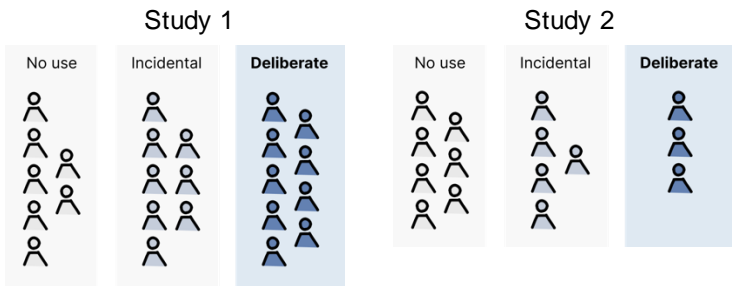 Study 1
No use
Incidental
Deliberate
Study 2
No use
Incidental
Deliberate